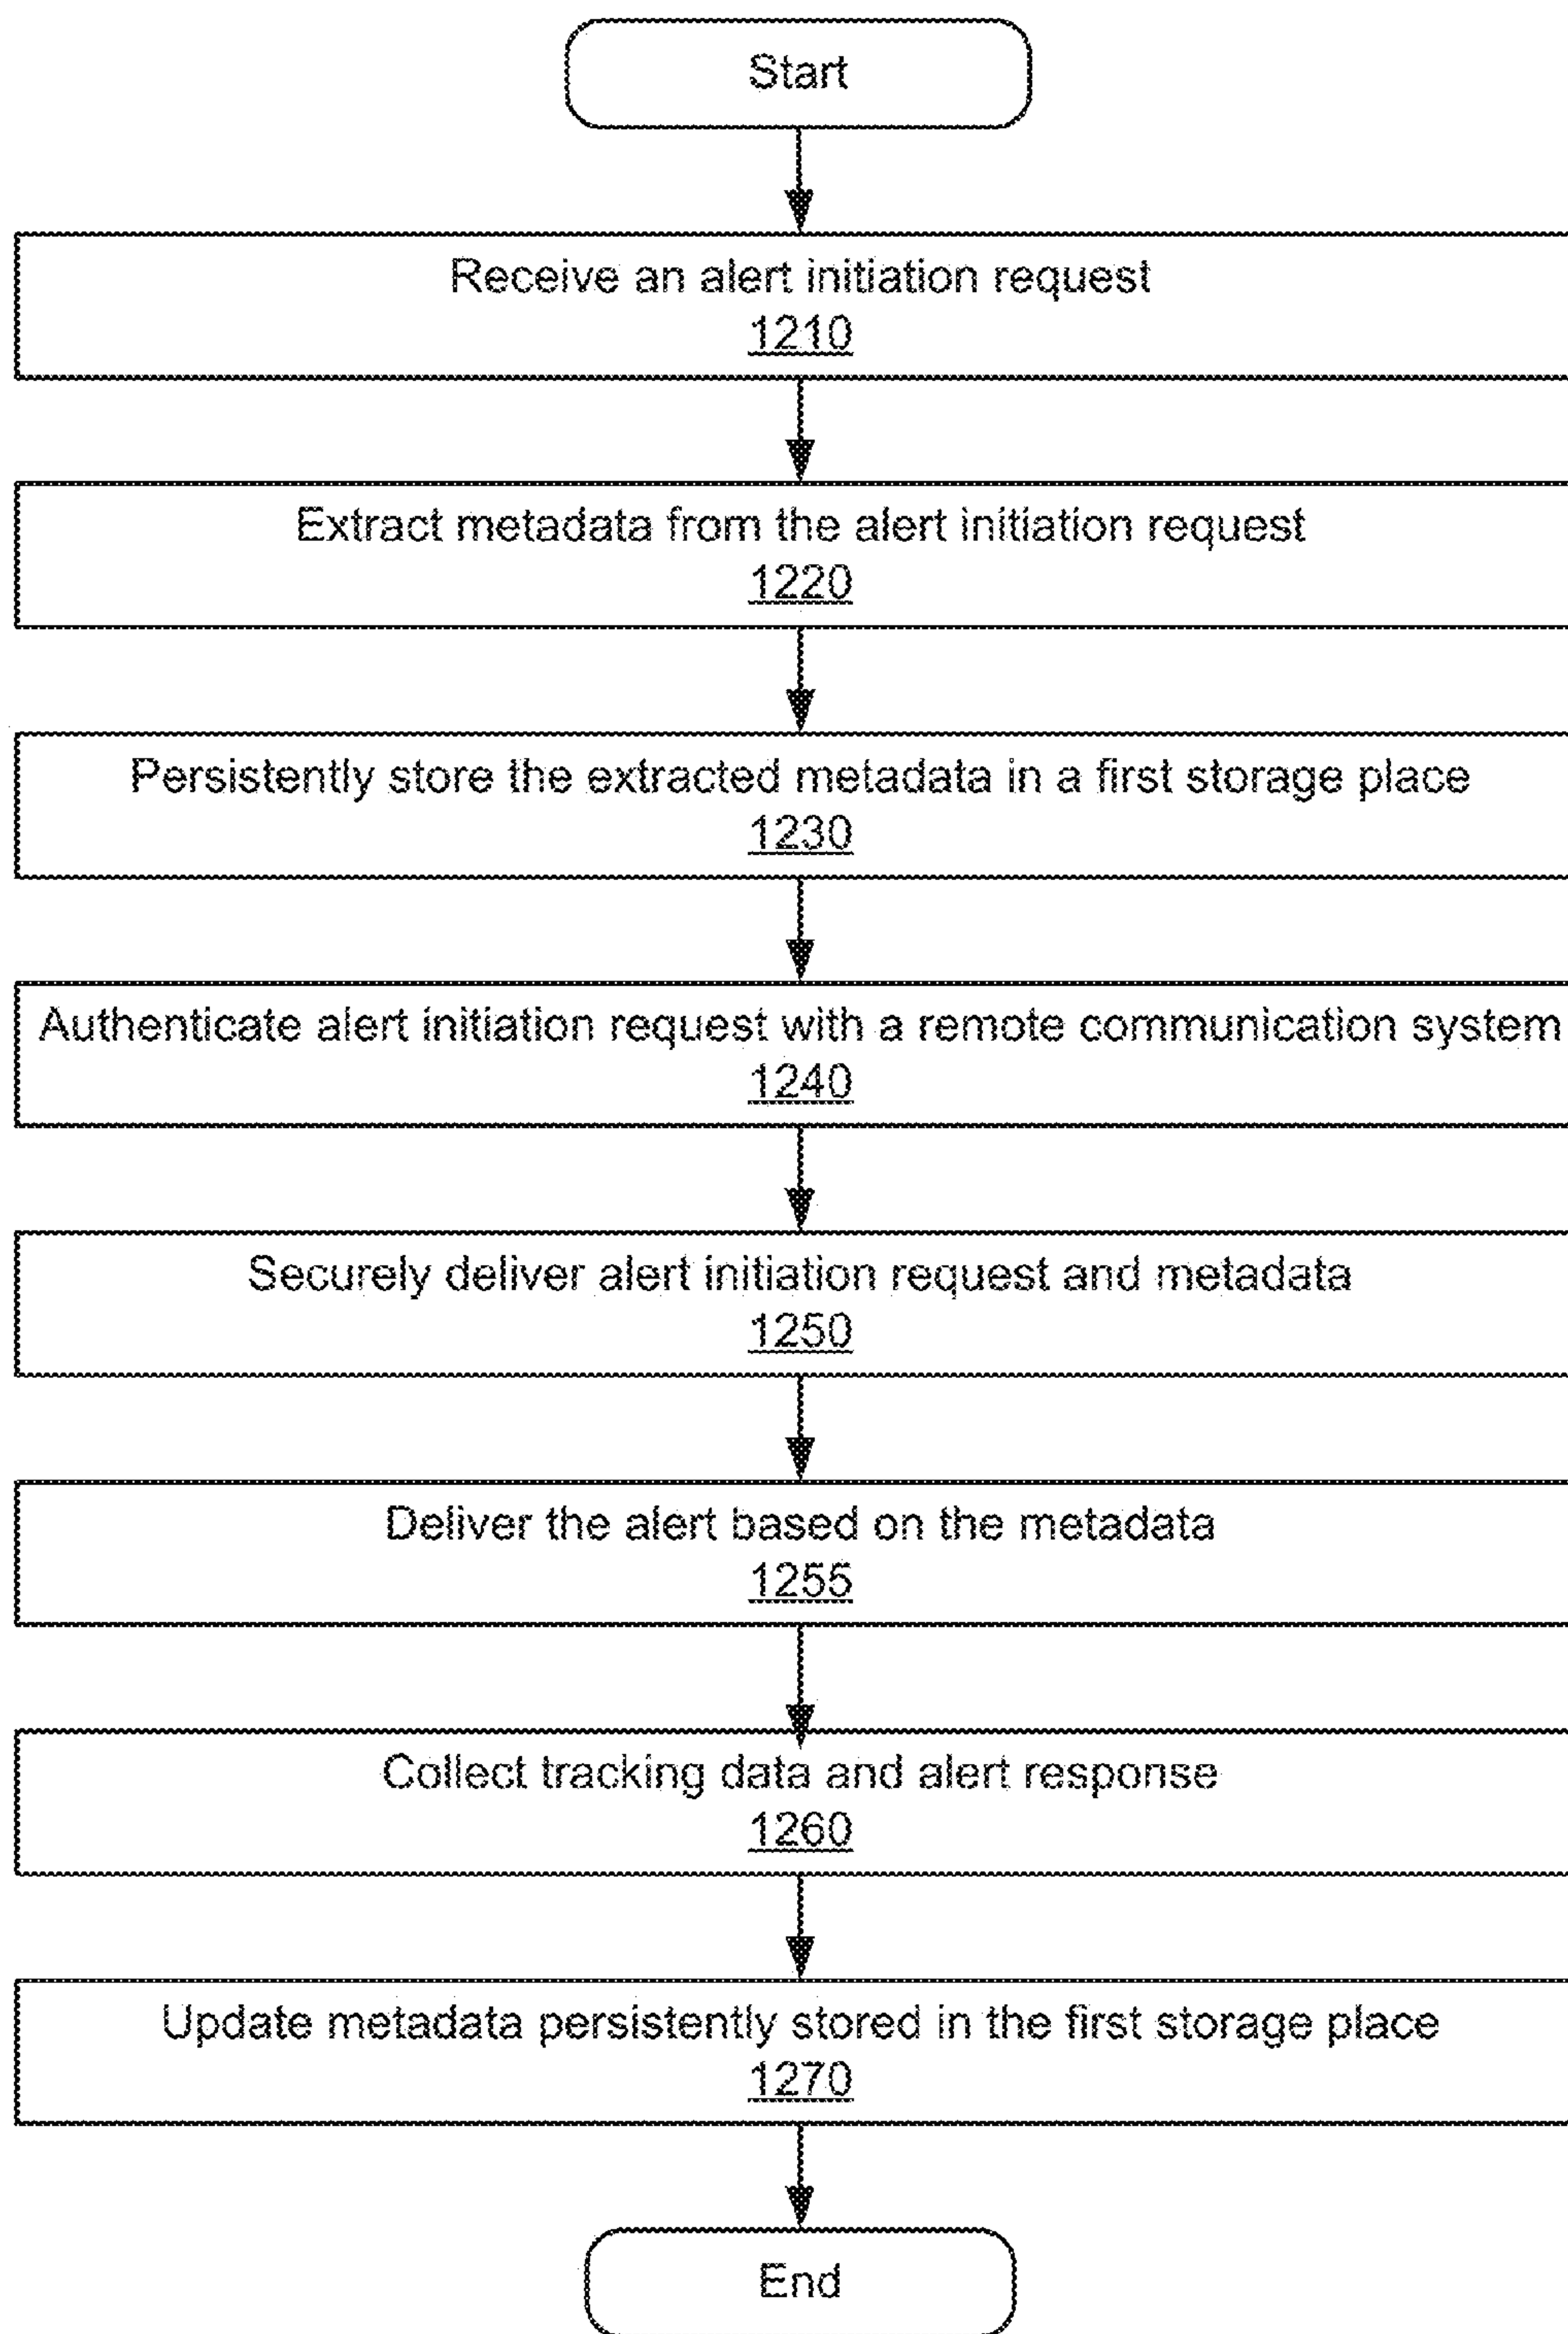 Start
Receive an alert initiation request
1210
Extract metadata from the alert initiation request
1220
Persistently store the extracted metadata in a first storage place
1230
Authenticate alert initiation request with a remote communication system
1240
Securely deliver alert initiation request and metadata
1250
Deliver the alert based on the metadata
1255
Collect tracking data and alert response
1260
Update metadata persistently stored in the first storage place
1270
End